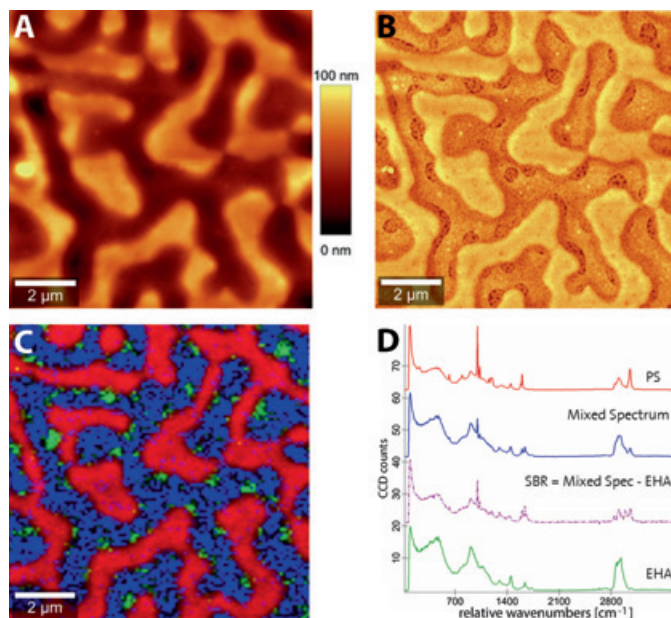 A
100 nm
0 nm
2 µm
B
2 µm
C
2 µm
D
PS
Mixed Spectrum
SBR = Mixed Spec - EHA
EHA
CCD counts
70
60
50
40
30
20
10
700 1400 2100 2800
relative wavenumbers [cm⁻¹]